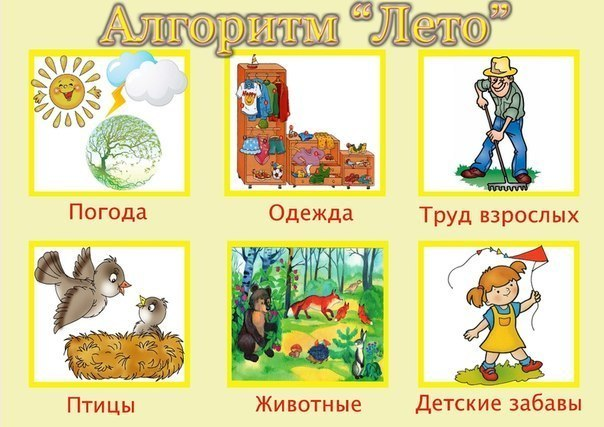 Алгоритм "Лето"
Погода
Одежда
Труд взрослых
Птицы
Животные
Детские забавы